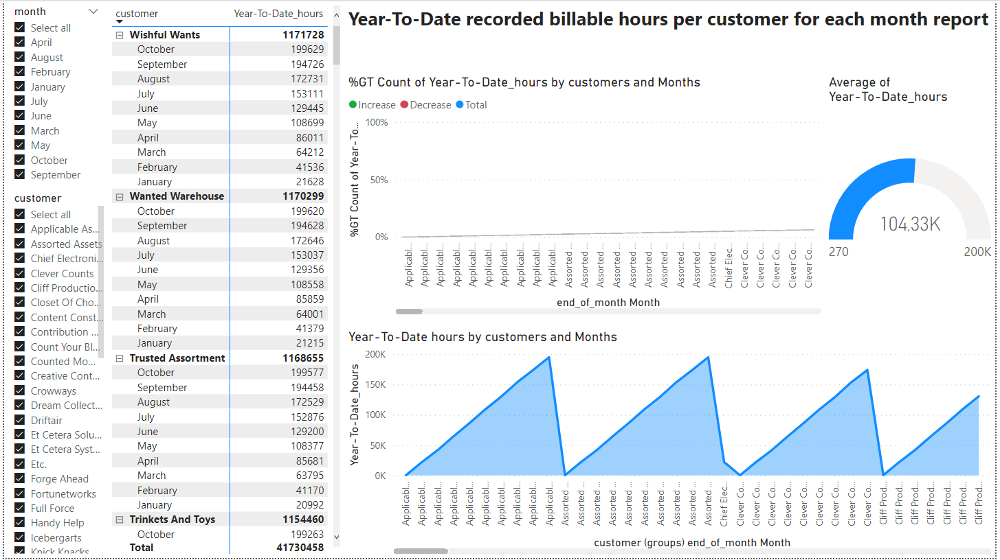 month
Select all
April
August
February
January
July
June
March
May
October
September
customer
Select all
Applicable As...
Assorted Assets
Chief Electroni...
Clever Counts
Cliff Productio...
Closet Of Cho...
Content Const...
Contribution ...
Count Your Bl...
Counted Mo...
Creative Cont...
Crowways
Dream Collect...
Driftair
Et Cetera Solu...
Et Cetera Syst...
Etc.
Forge Ahead
Fortunetworks
Full Force
Handy Help
Icebergarts
Knick Knacks
customer Year-To-Date_hours
Wishful Wants 1171728
October 199629
September 194726
August 172731
July 153111
June 129445
May 108699
April 86011
March 64212
February 41536
January 21628
Wanted Warehouse 1170299
October 199620
September 194628
August 172646
July 153037
June 129356
May 108558
April 85859
March 64001
February 41379
January 21215
Trusted Assortment 1168655
October 199577
September 194458
August 172529
July 152876
June 129200
May 108377
April 85681
March 63795
February 41170
January 20992
Trinkets And Toys 1154460
October 199263
Total 41730458
Year-To-Date recorded billable hours per customer for each month report
%GT Count of Year-To-Date_hours by customers and Months
Increase Decrease Total
%GT Count of Year-To...
100%
50%
0%
Applicabl...
Applicabl...
Applicabl...
Applicabl...
Applicabl...
Applicabl...
Applicabl...
Applicabl...
Applicabl...
Applicabl...
Assorted ...
Assorted ...
Assorted ...
Assorted ...
Assorted ...
Assorted ...
Assorted ...
Assorted ...
Assorted ...
Assorted ...
Chief Elec...
Clever Co...
Clever Co...
Clever Co...
Clever Co...
Clever Co...
end_of_month Month
Average of
Year-To-Date_hours
104,33K
270
200K
Year-To-Date hours by customers and Months
Year-To-Date_hours
200K
150K
100K
50K
0K
Applicabl...
Applicabl...
Applicabl...
Applicabl...
Applicabl...
Applicabl...
Applicabl...
Applicabl...
Applicabl...
Applicabl...
Assorted ...
Assorted ...
Assorted ...
Assorted ...
Assorted ...
Assorted ...
Assorted ...
Assorted ...
Assorted ...
Assorted ...
Chief Elec...
Clever Co...
Clever Co...
Clever Co...
Clever Co...
Clever Co...
Clever Co...
Clever Co...
Clever Co...
Clever Co...
Cliff Prod...
Cliff Prod...
Cliff Prod...
Cliff Prod...
Cliff Prod...
Cliff Prod...
Cliff Prod...
customer (groups) end_of_month Month